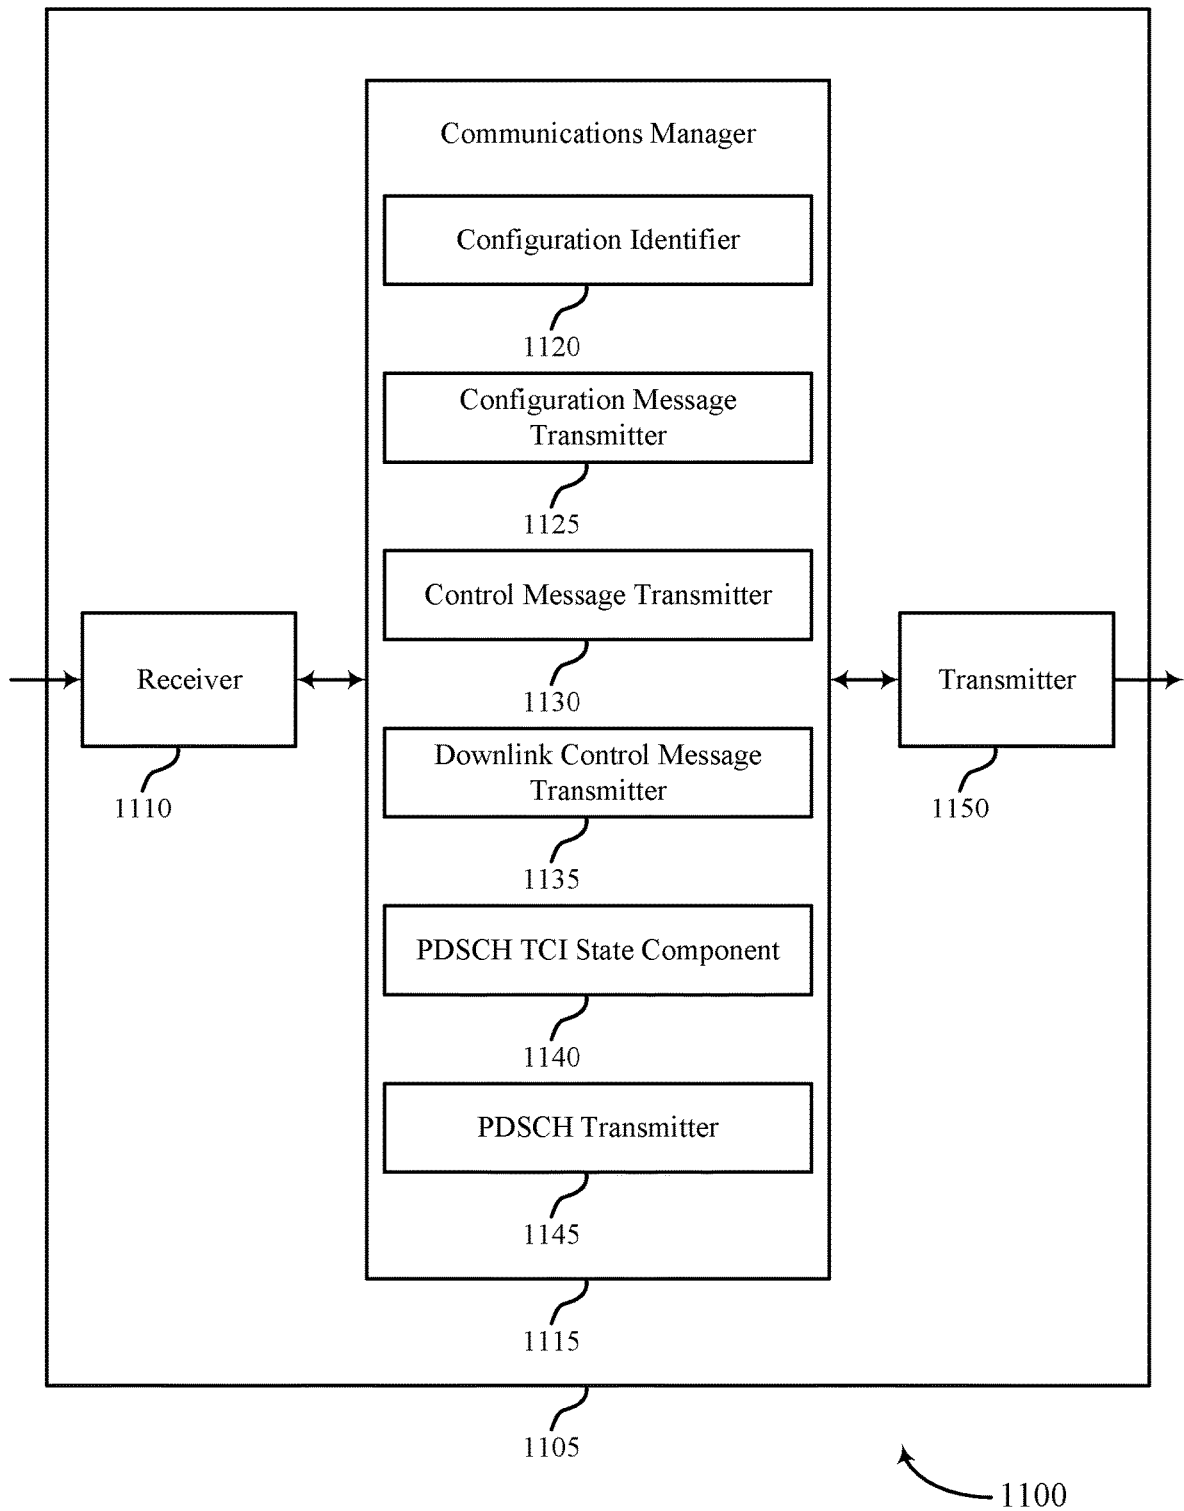 Communications Manager
Configuration Identifier
1120
Configuration Message
Transmitter
1125
Control Message Transmitter
1130
Receiver
1110
Transmitter
1150
Downlink Control Message
Transmitter
1135
PDSCH TCI State Component
1140
PDSCH Transmitter
1145
1115
1105
1100